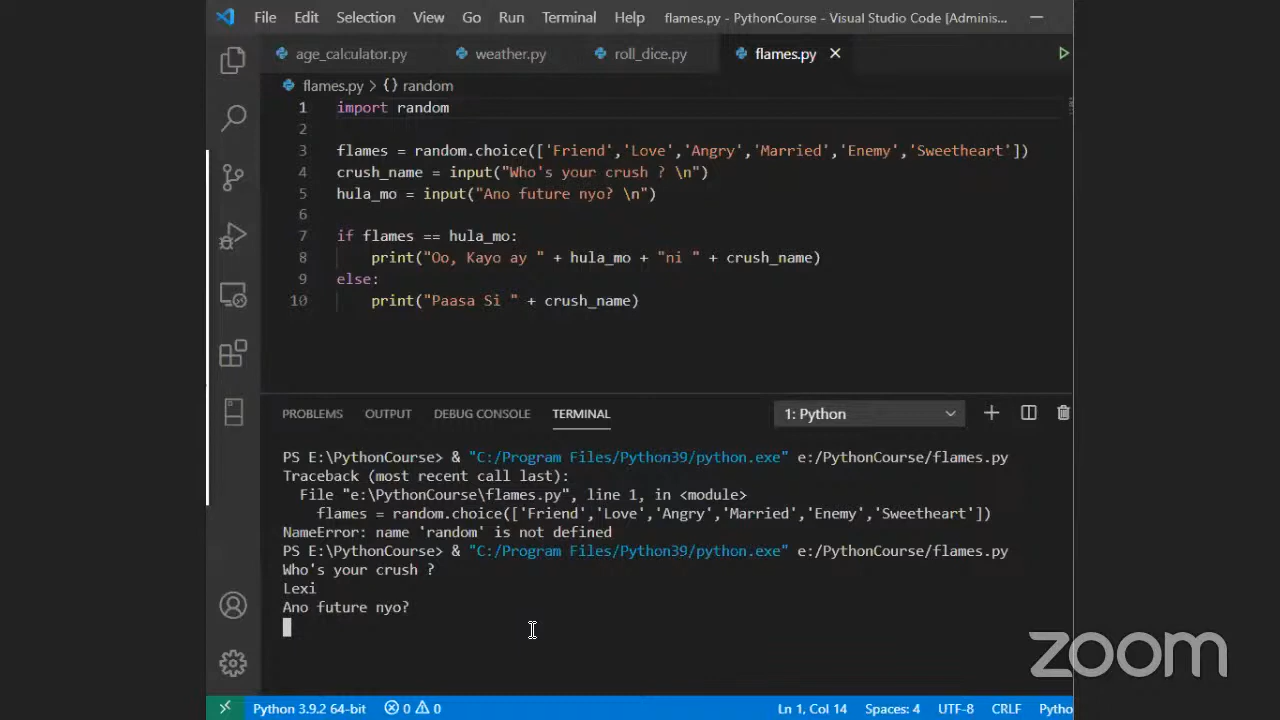 File Edit Selection View Go Run Terminal Help flames.py - PythonCourse - Visual Studio Code [Adminis...
age_calculator.py weather.py roll_dice.py flames.py
flames.py > {} random
1 import random
2
3 flames = random.choice(['Friend','Love','Angry','Married','Enemy','Sweetheart'])
4 crush_name = input("Who's your crush ? \n")
5 hula_mo = input("Ano future nyo? \n")
6
7 if flames == hula_mo:
8 print("Oo, Kayo ay " + hula_mo + "ni " + crush_name)
9 else:
10 print("Paasa Si " + crush_name)
PROBLEMS OUTPUT DEBUG CONSOLE TERMINAL 1: Python
PS E:\PythonCourse> & "C:/Program Files/Python39/python.exe" e:/PythonCourse/flames.py
Traceback (most recent call last):
File "e:\PythonCourse\flames.py", line 1, in <module>
flames = random.choice(['Friend','Love','Angry','Married','Enemy','Sweetheart'])
NameError: name 'random' is not defined
PS E:\PythonCourse> & "C:/Program Files/Python39/python.exe" e:/PythonCourse/flames.py
Who's your crush ?
Lexi
Ano future nyo?
zoom
Python 3.9.2 64-bit 0 0 Ln 1, Col 14 Spaces: 4 UTF-8 CRLF Pytho